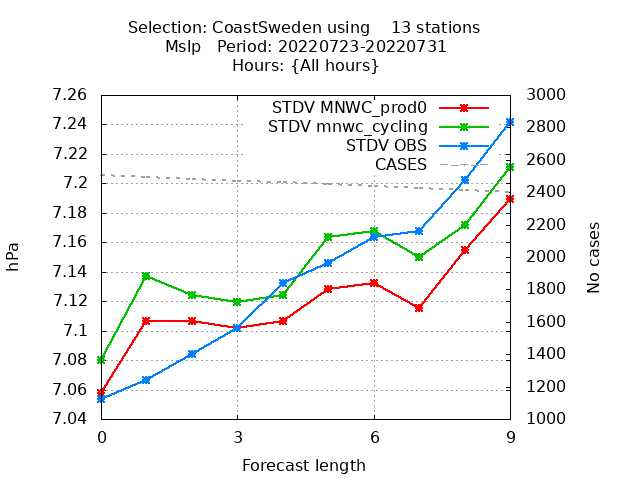 Selection: CoastSweden using    13 stations
Mslp   Period: 20220723-20220731
Hours: {All hours}
7.26
7.24
7.22
7.2
7.18
7.16
7.14
7.12
7.1
7.08
7.06
7.04
hPa
STDV MNWC_prod0
STDV mnwc_cycling
STDV OBS
CASES
3000
2800
2600
2400
2200
2000
1800
1600
1400
1200
1000
No cases
0 3 6 9
Forecast length